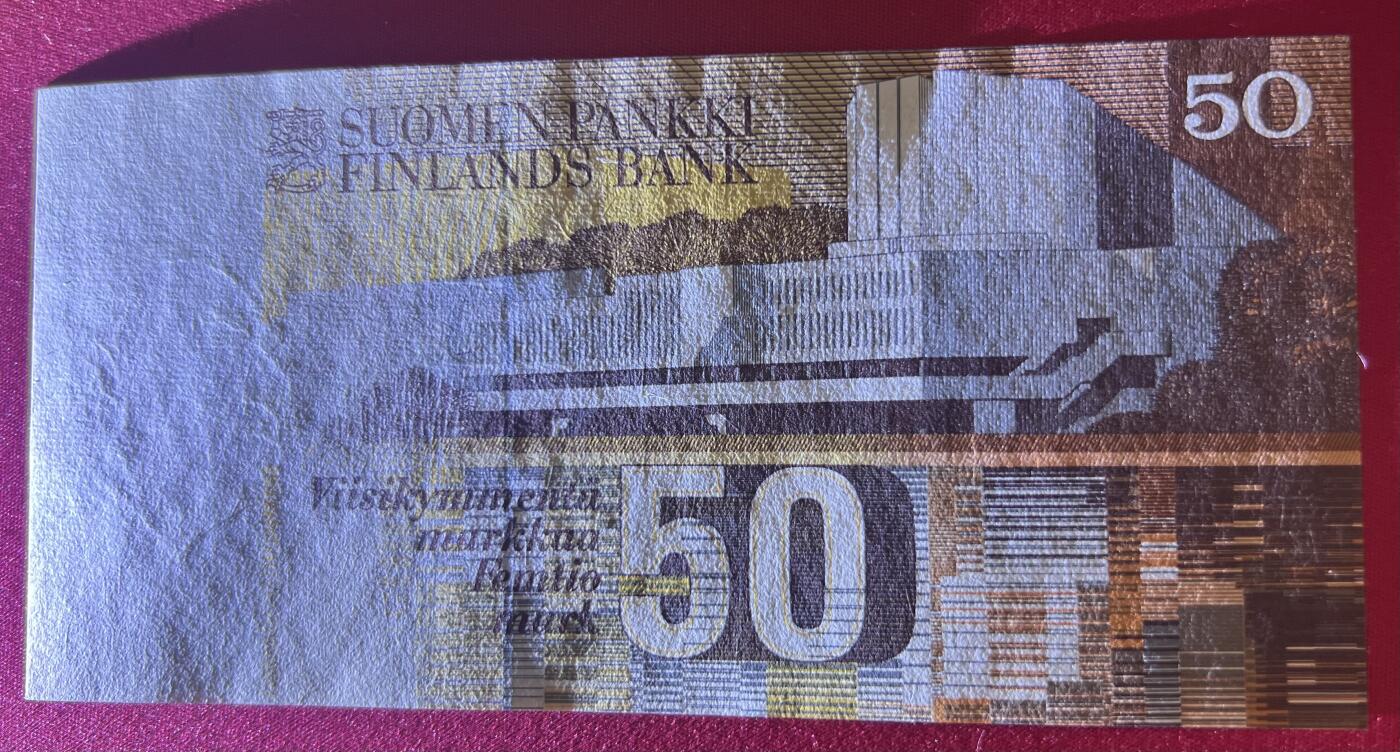 SUOMEN PANKKI
FINLANDS BANK
50
Viisikymmentä
markkaa
Femtio
mark
50